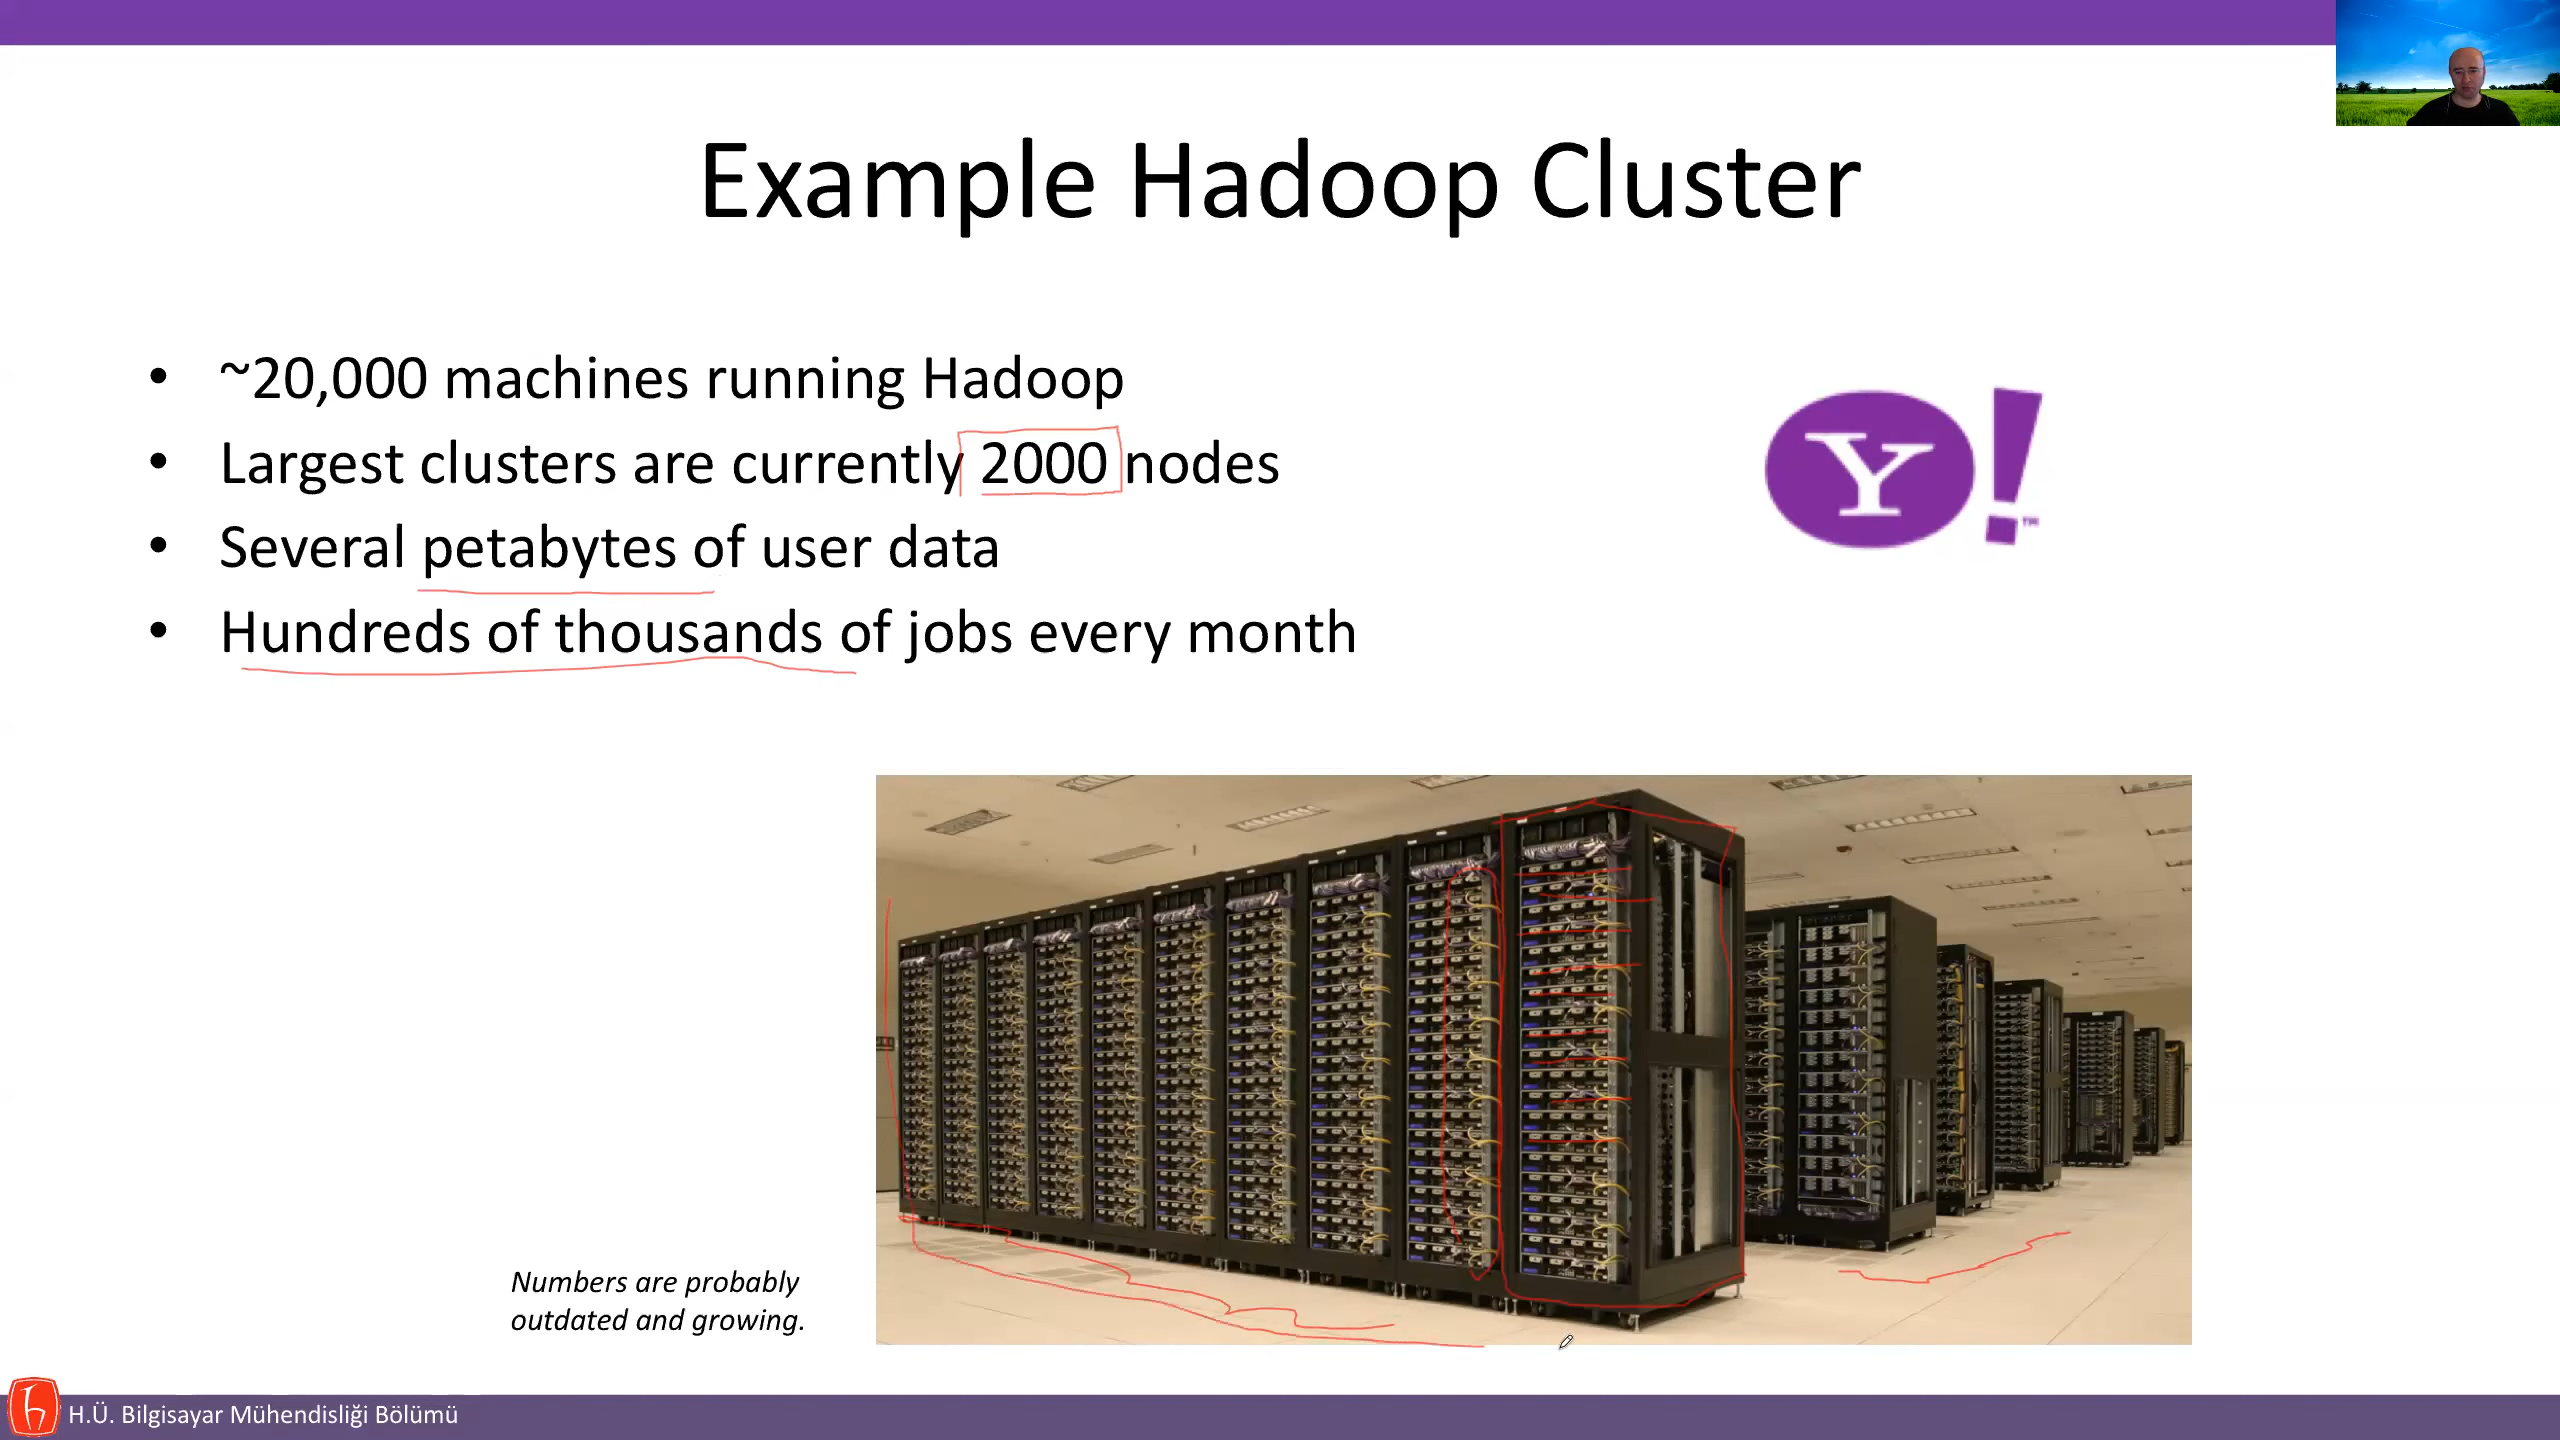 Example Hadoop Cluster
• ~20,000 machines running Hadoop
• Largest clusters are currently 2000 nodes
• Several petabytes of user data
• Hundreds of thousands of jobs every month
Y!™
Numbers are probably
outdated and growing.
H.Ü. Bilgisayar Mühendisliği Bölümü